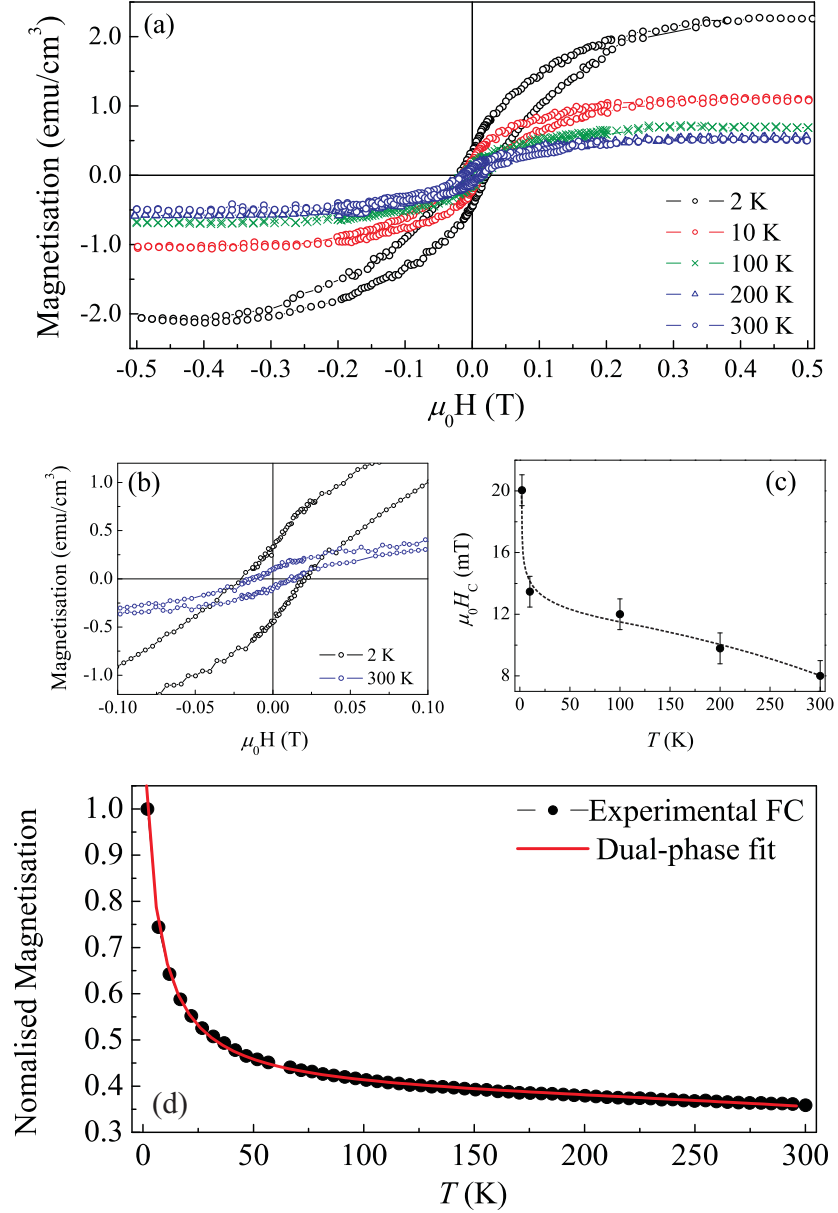 (a)
Magnetisation (emu/cm³)
2.0
1.0
0.0
-1.0
-2.0
2 K
10 K
100 K
200 K
300 K
-0.5 -0.4 -0.3 -0.2 -0.1 0.0 0.1 0.2 0.3 0.4 0.5
μ₀H (T)
(b)
Magnetisation (emu/cm³)
1.0
0.5
0.0
-0.5
-1.0
2 K
300 K
-0.10 -0.05 0.00 0.05 0.10
μ₀H (T)
(c)
μ₀H_C (mT)
20
16
12
8
0 50 100 150 200 250 300
T (K)
Nomalised Magnetisation
1.0
0.9
0.8
0.7
0.6
0.5
0.4
0.3
Experimental FC
Dual-phase fit
(d)
0 50 100 150 200 250 300
T (K)